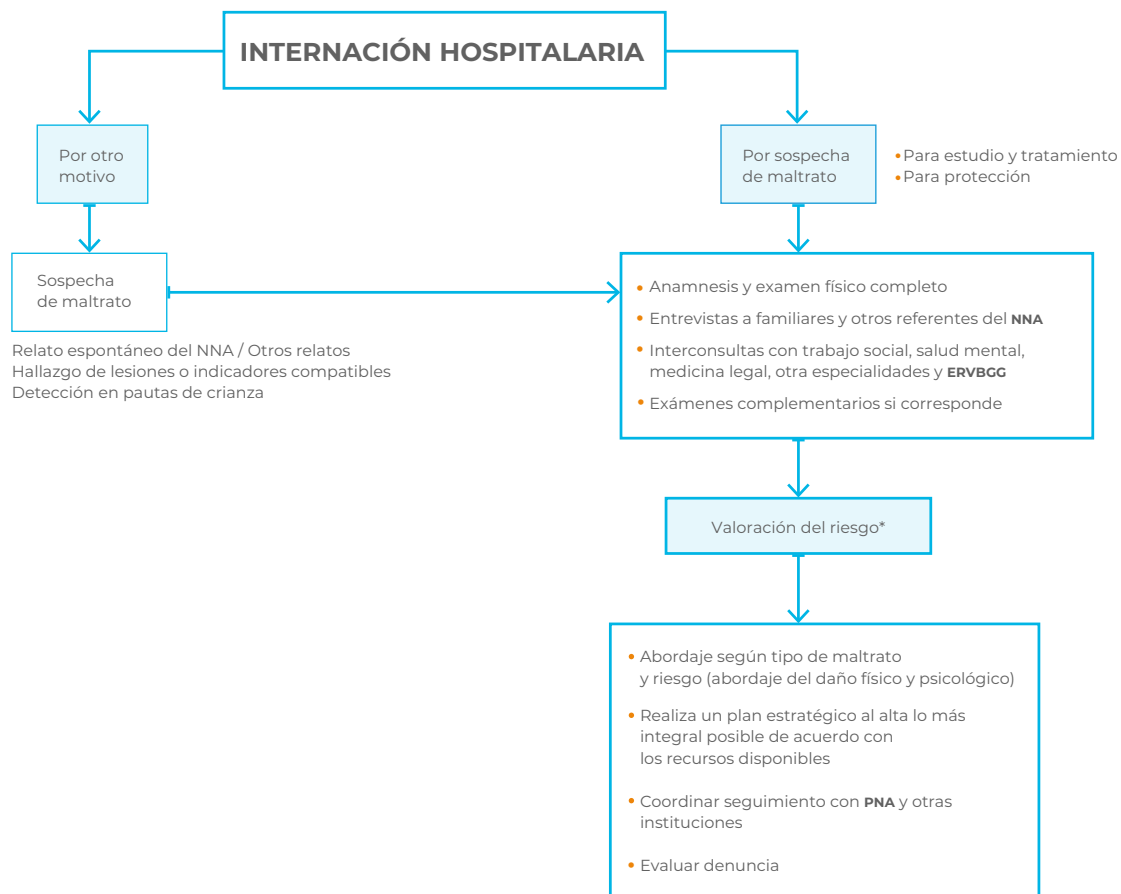 INTERNACIÓN HOSPITALARIA
Por otro
motivo
Por sospecha
de maltrato
•Para estudio y tratamiento
•Para protección
Sospecha
de maltrato
Relato espontáneo del NNA / Otros relatos
Hallazgo de lesiones o indicadores compatibles
Detección en pautas de crianza
• Anamnesis y examen físico completo
• Entrevistas a familiares y otros referentes del NNA
• Interconsultas con trabajo social, salud mental,
medicina legal, otra especialidades y ERVBGG
• Exámenes complementarios si corresponde
Valoración del riesgo*
• Abordaje según tipo de maltrato
y riesgo (abordaje del daño físico y psicológico)
• Realiza un plan estratégico al alta lo más
integral posible de acuerdo con
los recursos disponibles
• Coordinar seguimiento con PNA y otras
instituciones
• Evaluar denuncia